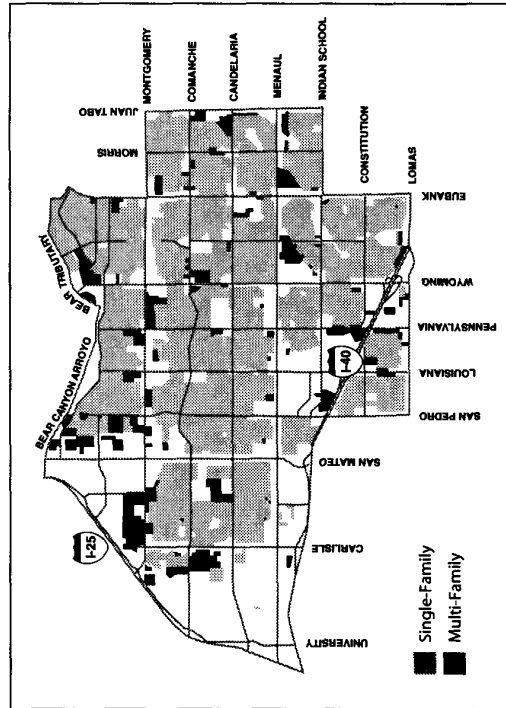 MONTGOMERY
COMANCHE
CANDELARIA
MENAUL
INDIAN SCHOOL
CONSTITUTION
LOMAS
JUAN TABO
MORRIS
EUBANK
WYOMING
PENNSYLVANIA
LOUISIANA
SAN PEDRO
SAN MATEO
CARLISLE
UNIVERSITY
BEAR TRIBUTARY
BEAR CANYON ARROYO
I-25
I-40
Single-Family
Multi-Family